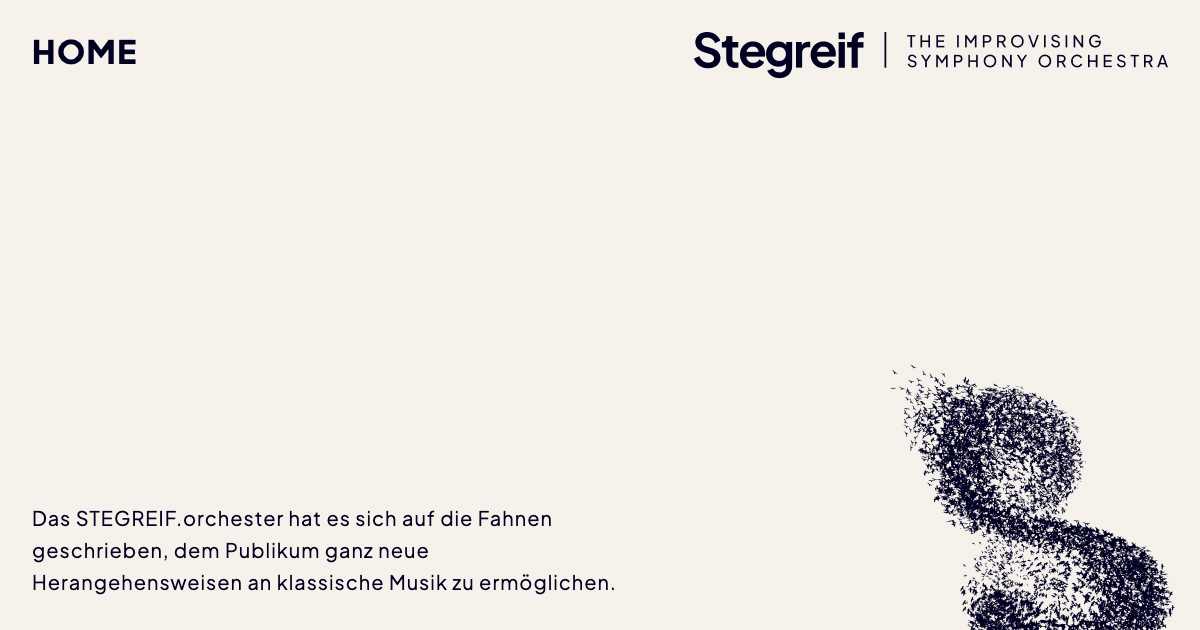 HOME
Stegreif
THE IMPROVISING
SYMPHONY ORCHESTRA
Das STEGREIF.orchester hat es sich auf die Fahnen
geschrieben, dem Publikum ganz neue
Herangehensweisen an klassische Musik zu ermöglichen.